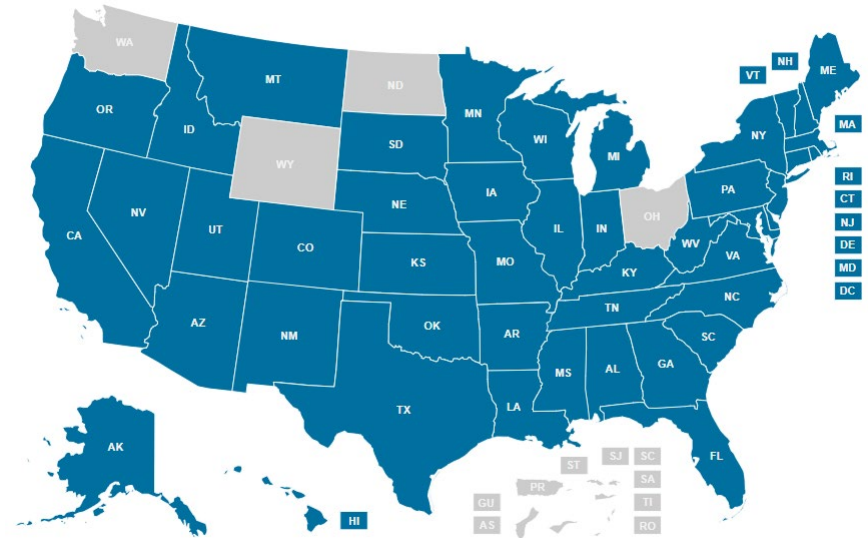 WA
MT
ND
MN
VT
NH
ME
OR
ID
SD
WI
MI
NY
MA
WY
RI
NE
IA
PA
CT
NV
UT
CO
IL
IN
OH
NJ
CA
KS
MO
KY
WV
VA
DE
MD
DC
AZ
NM
OK
AR
TN
NC
SC
TX
LA
MS
AL
GA
FL
AK
HI
ST
SJ
SC
SA
PR
GU
TI
AS
RO